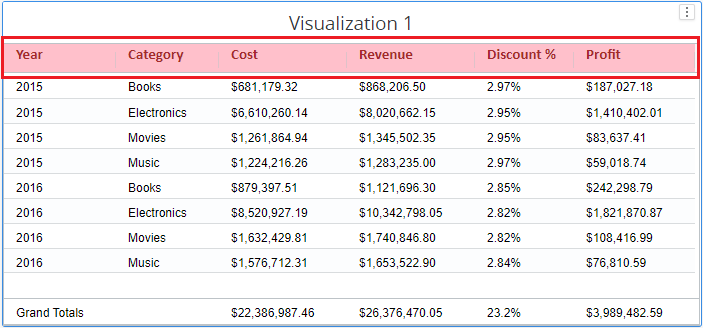 Visualization 1
Year Category Cost Revenue Discount % Profit
2015 Books $681,179.32 $868,206.50 2.97% $187,027.18
2015 Electronics $6,610,260.14 $8,020,662.15 2.95% $1,410,402.01
2015 Movies $1,261,864.94 $1,345,502.35 2.95% $83,637.41
2015 Music $1,224,216.26 $1,283,235.00 2.97% $59,018.74
2016 Books $879,397.51 $1,121,696.30 2.85% $242,298.79
2016 Electronics $8,520,927.19 $10,342,798.05 2.82% $1,821,870.87
2016 Movies $1,632,429.81 $1,740,846.80 2.82% $108,416.99
2016 Music $1,576,712.31 $1,653,522.90 2.84% $76,810.59
Grand Totals $22,386,987.46 $26,376,470.05 23.2% $3,989,482.59